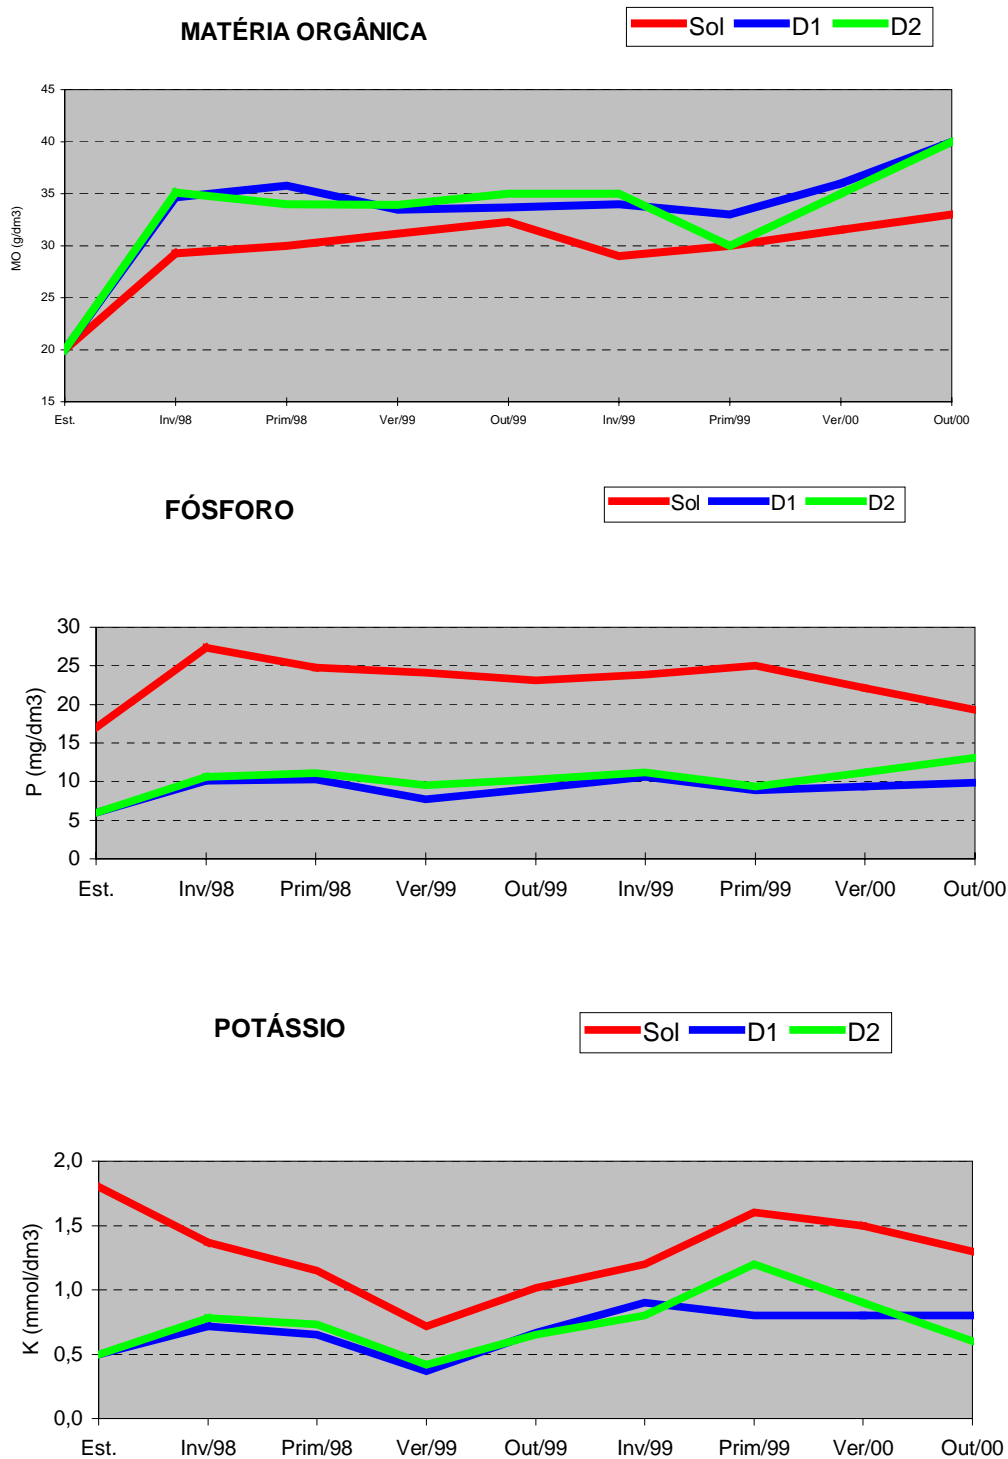 MATÉRIA ORGÂNICA
Sol D1 D2
MO (g/dm3)
45
40
35
30
25
20
15
Est. Inv/98 Prim/98 Ver/99 Out/99 Inv/99 Prim/99 Ver/00 Out/00
FÓSFORO
Sol D1 D2
P (mg/dm3)
30
25
20
15
10
5
0
Est. Inv/98 Prim/98 Ver/99 Out/99 Inv/99 Prim/99 Ver/00 Out/00
POTÁSSIO
Sol D1 D2
K (mmol/dm3)
2,0
1,5
1,0
0,5
0,0
Est. Inv/98 Prim/98 Ver/99 Out/99 Inv/99 Prim/99 Ver/00 Out/00